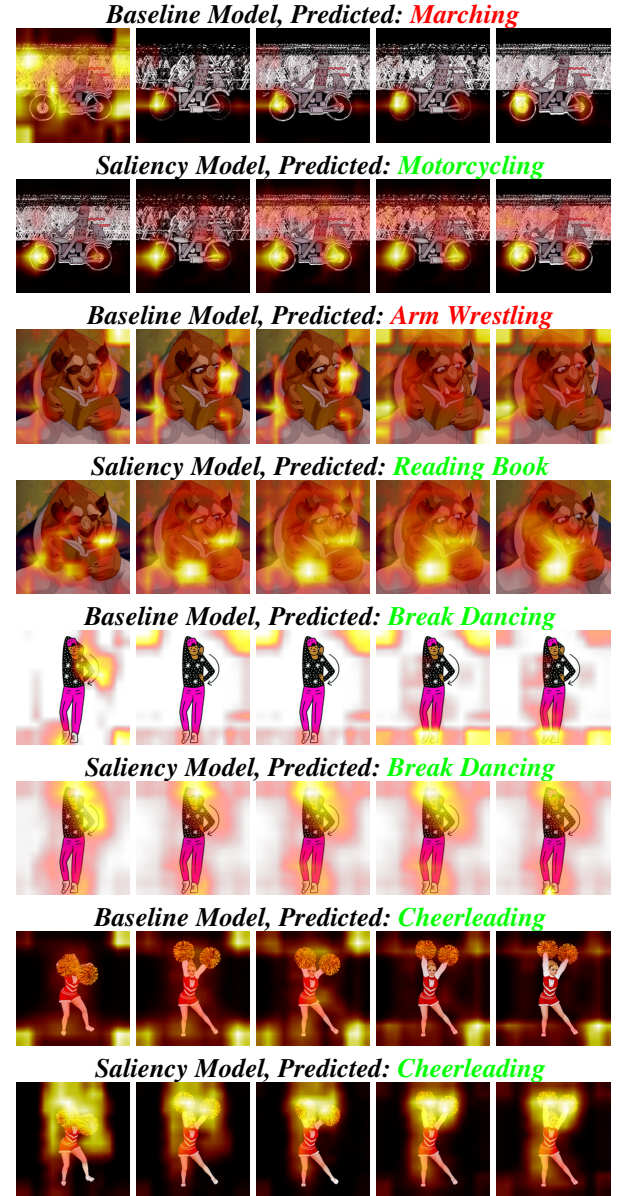 Baseline Model, Predicted: Marching
Saliency Model, Predicted: Motorcycling
Baseline Model, Predicted: Arm Wrestling
Saliency Model, Predicted: Reading Book
Baseline Model, Predicted: Break Dancing
Saliency Model, Predicted: Break Dancing
Baseline Model, Predicted: Cheerleading
Saliency Model, Predicted: Cheerleading